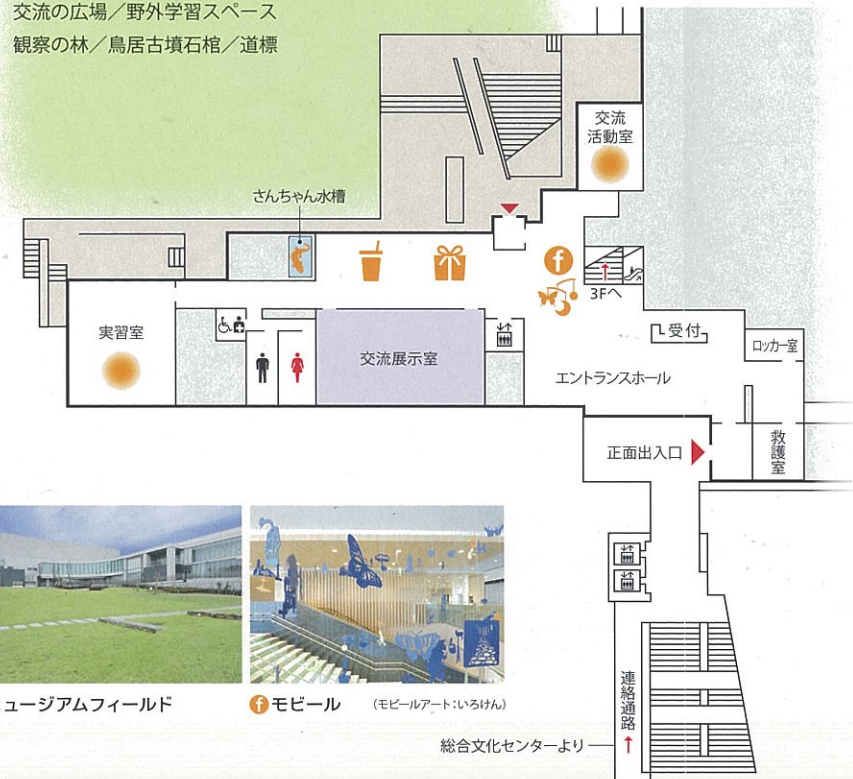 交流の広場／野外学習スペース
観察の林／鳥居古墳石棺／道標
交流
活動室
さんちゃん水槽
f
3Fへ
実習室
受付
ロッカー室
交流展示室
エントランスホール
正面出入口
救護室
ュージアムフィールド
f モビール （モビールアート：いろけん）
連絡通路
総合文化センターより